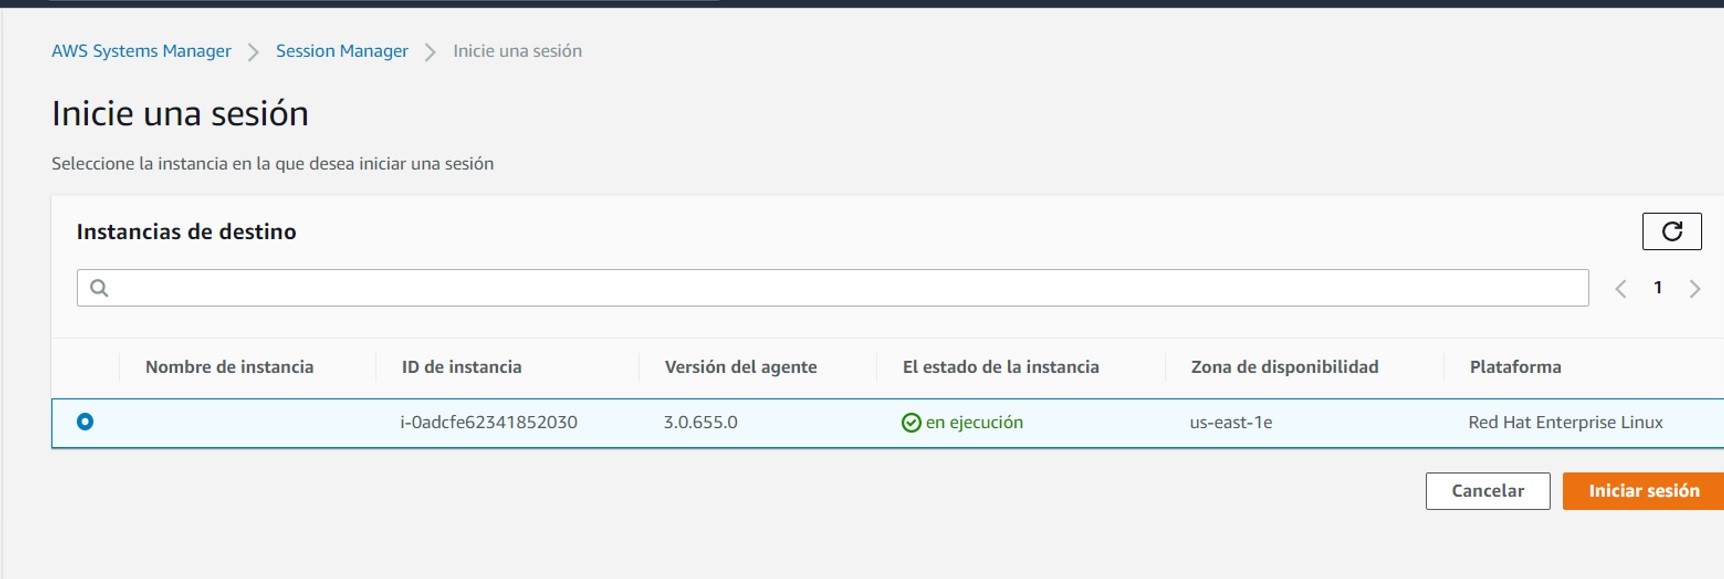 AWS Systems Manager > Session Manager > Inicie una sesión
Inicie una sesión
Seleccione la instancia en la que desea iniciar una sesión
Instancias de destino
1
Nombre de instancia ID de instancia Versión del agente El estado de la instancia Zona de disponibilidad Plataforma
i-0adcfe62341852030 3.0.655.0 en ejecución us-east-1e Red Hat Enterprise Linux
Cancelar Iniciar sesión